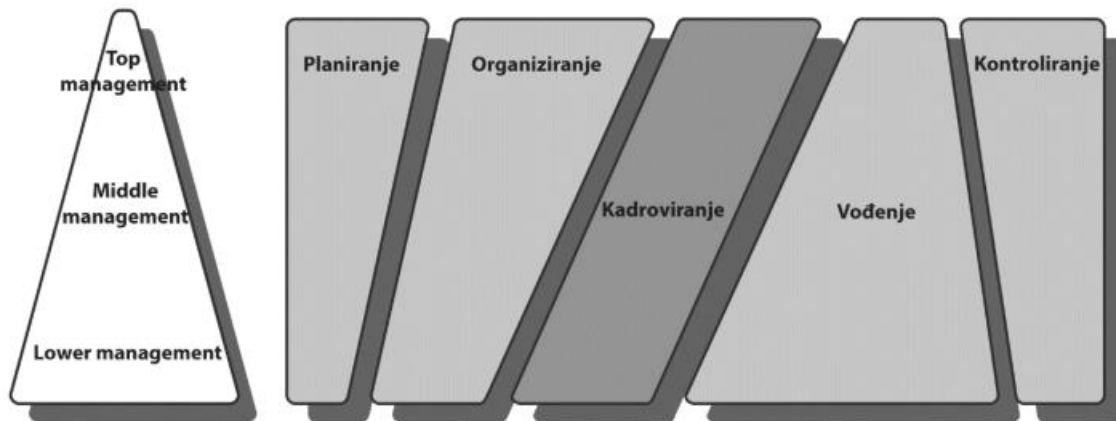 Top
management
Middle
management
Lower management
Planiranje
Organiziranje
Kadroviranje
Vođenje
Kontroliranje